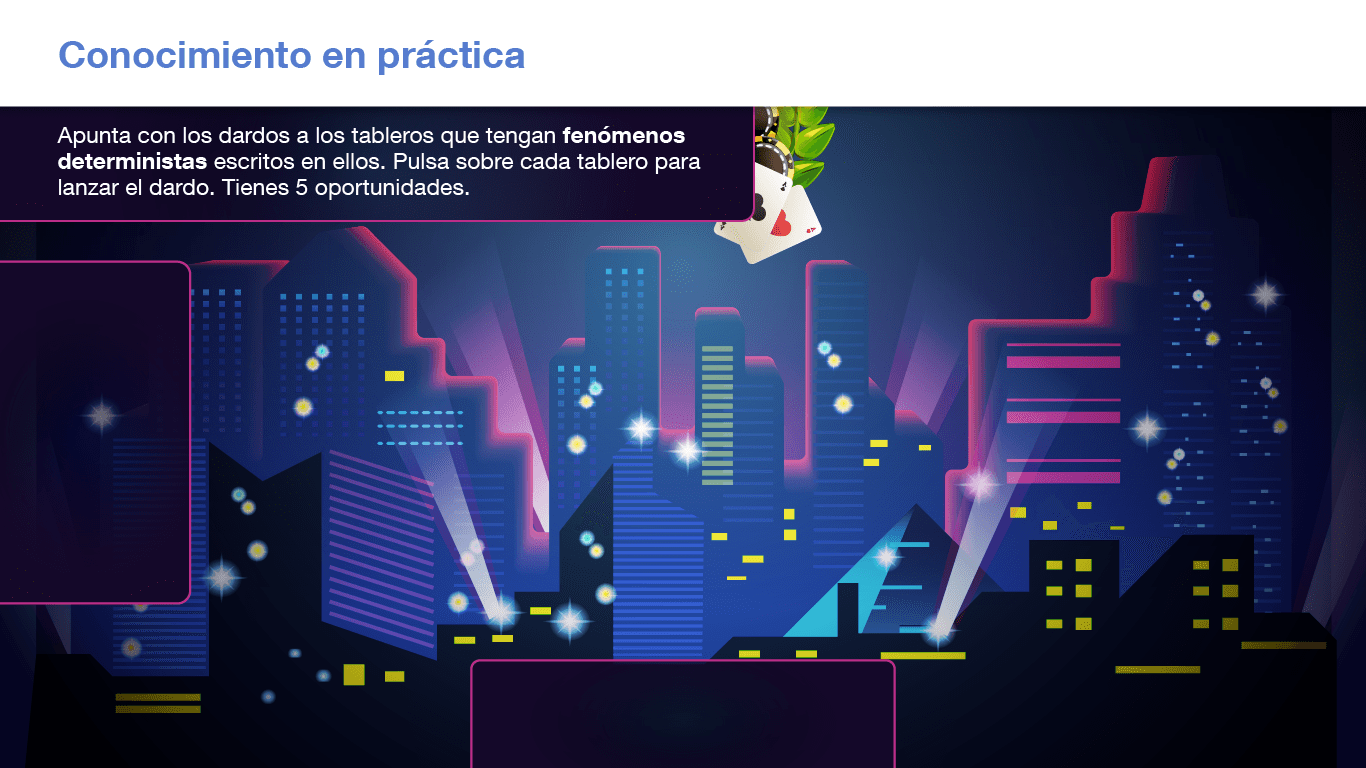 Conocimiento en práctica
Apunta con los dardos a los tableros que tengan fenómenos
deterministas escritos en ellos. Pulsa sobre cada tablero para
lanzar el dardo. Tienes 5 oportunidades.